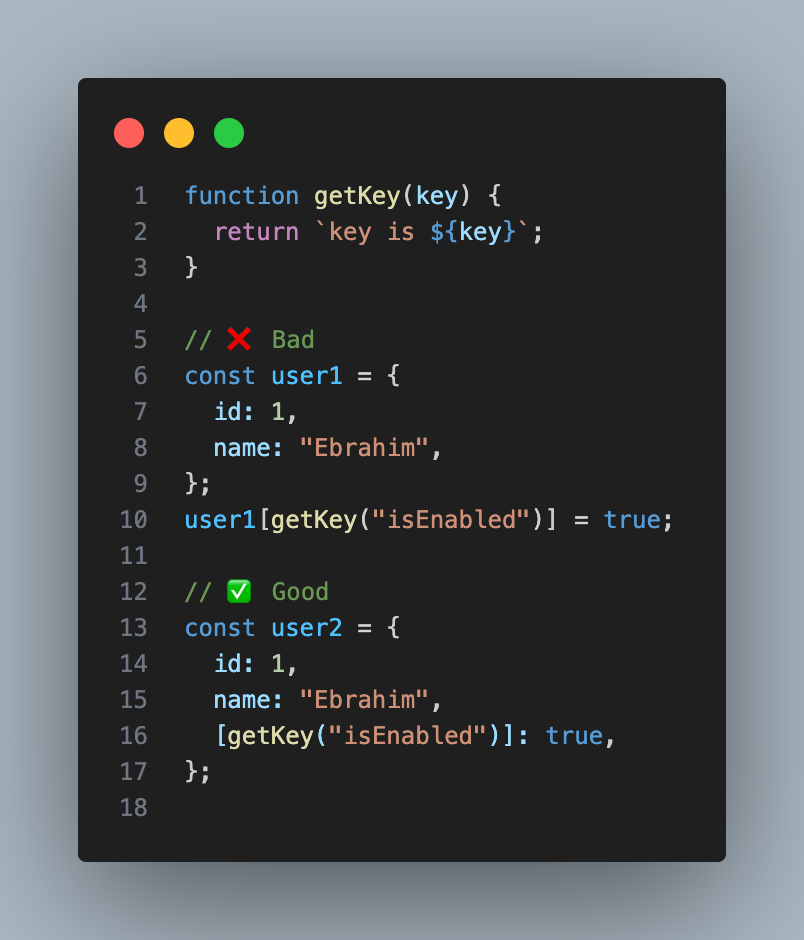 1 function getKey(key) {
2 return `key is ${key}`;
3 }
4
5 // ❌ Bad
6 const user1 = {
7 id: 1,
8 name: "Ebrahim",
9 };
10 user1[getKey("isEnabled")] = true;
11
12 // ✅ Good
13 const user2 = {
14 id: 1,
15 name: "Ebrahim",
16 [getKey("isEnabled")]: true,
17 };
18